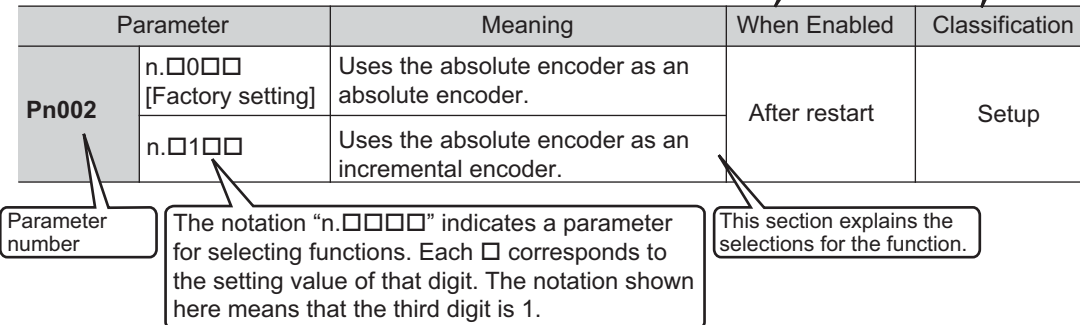 Parameter Meaning When Enabled Classification
Pn002
n.□0□□
[Factory setting]
Uses the absolute encoder as an
absolute encoder.
n.□1□□
Uses the absolute encoder as an
incremental encoder.
After restart
Setup
Parameter
number
The notation “n.□□□□” indicates a parameter
for selecting functions. Each □ corresponds to
the setting value of that digit. The notation shown
here means that the third digit is 1.
This section explains the
selections for the function.